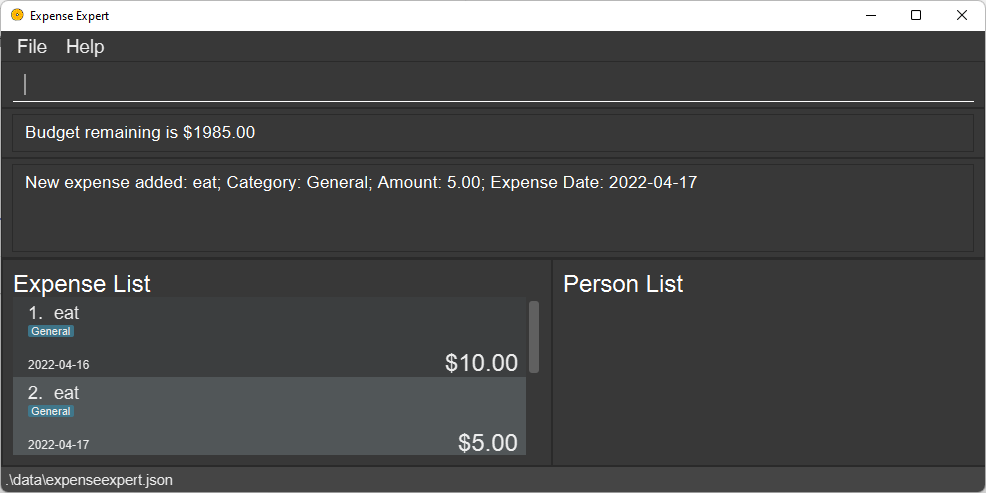 Expense Expert
File Help
Budget remaining is $1985.00
New expense added: eat; Category: General; Amount: 5.00; Expense Date: 2022-04-17
Expense List
Person List
1. eat
General
2022-04-16
$10.00
2. eat
General
2022-04-17
$5.00
.\data\expenseexpert.json